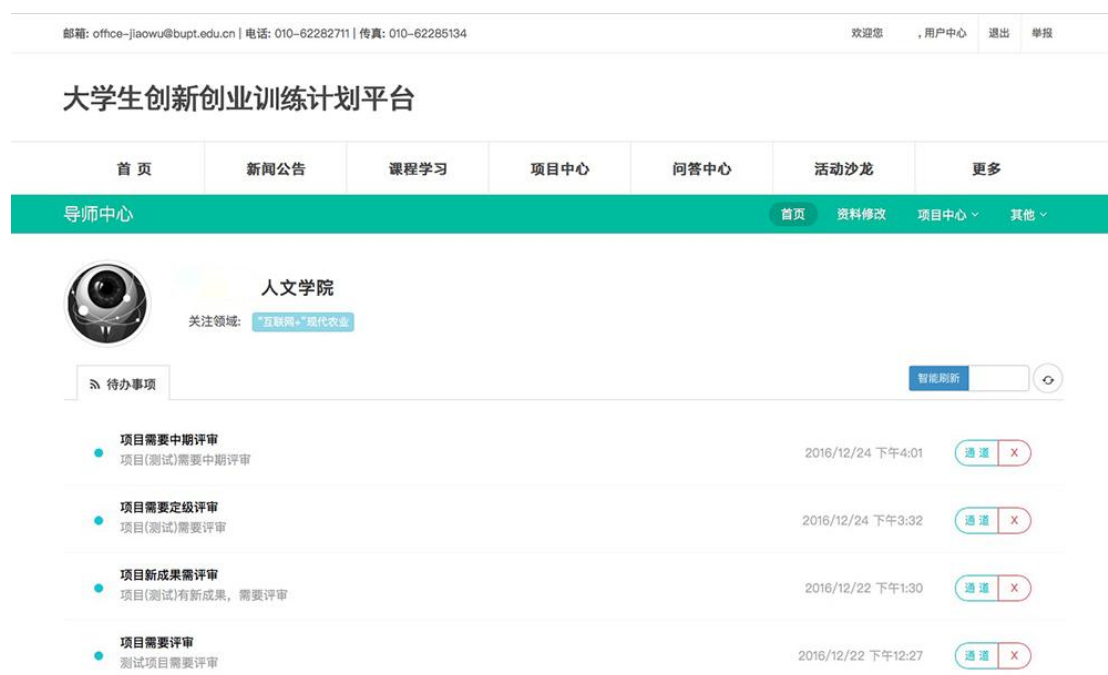 邮箱: office-jiaowu@bupt.edu.cn | 电话: 010-62282711 | 传真: 010-62285134
欢迎您 , 用户中心 退出 举报
大学生创新创业训练计划平台
首 页 新闻公告 课程学习 项目中心 问答中心 活动沙龙 更多
导师中心 首页 资料修改 项目中心 其他
人文学院
关注领域: "互联网+"现代农业
待办事项 智能刷新
项目需要中期评审
项目(测试)需要中期评审 2016/12/24 下午4:01 通 道 X
项目需要定级评审
项目(测试)需要评审 2016/12/24 下午3:32 通 道 X
项目新成果需评审
项目(测试)有新成果，需要评审 2016/12/22 下午1:30 通 道 X
项目需要评审
测试项目需要评审 2016/12/22 下午12:27 通 道 X